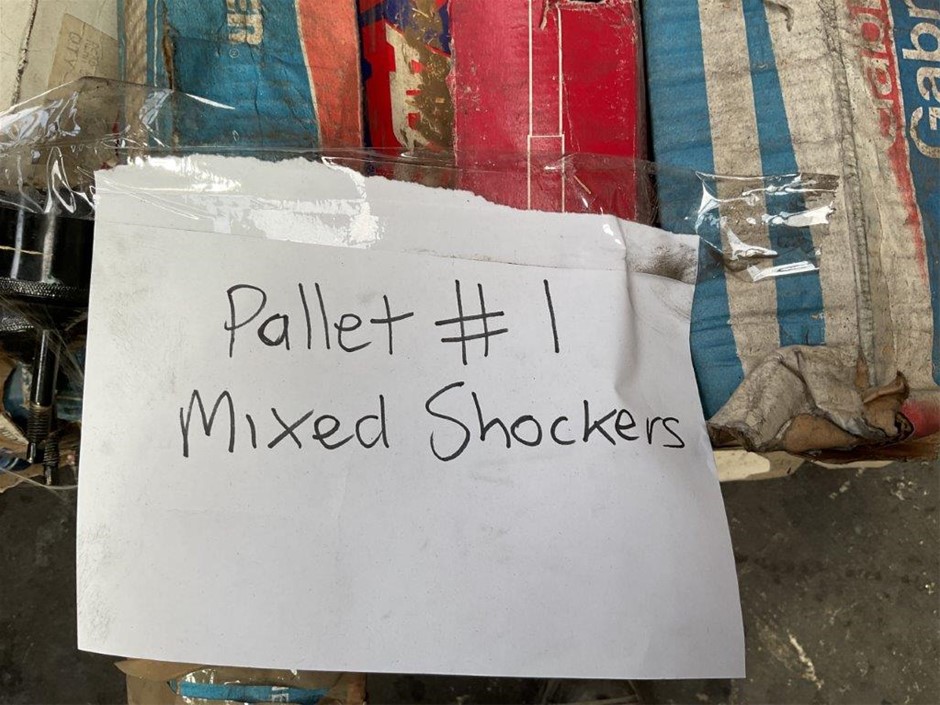 Pallet # 1
Mixed Shockers